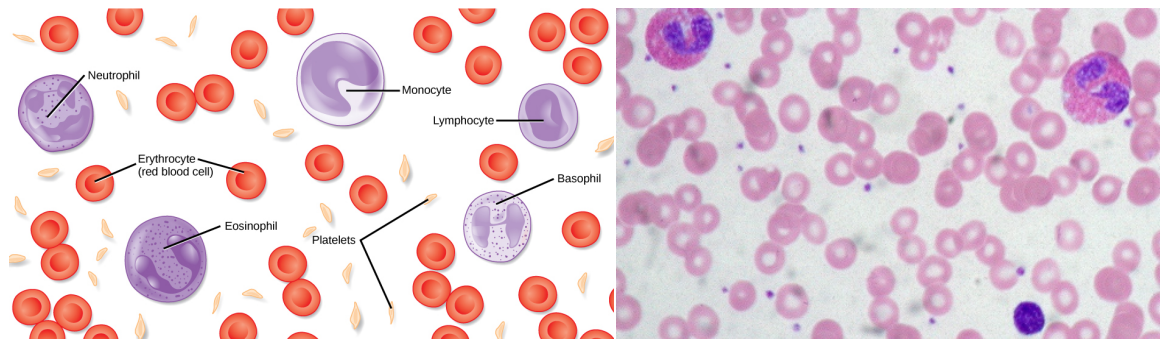 Neutrophil
Monocyte
Lymphocyte
Erythrocyte
(red blood cell)
Basophil
Eosinophil
Platelets